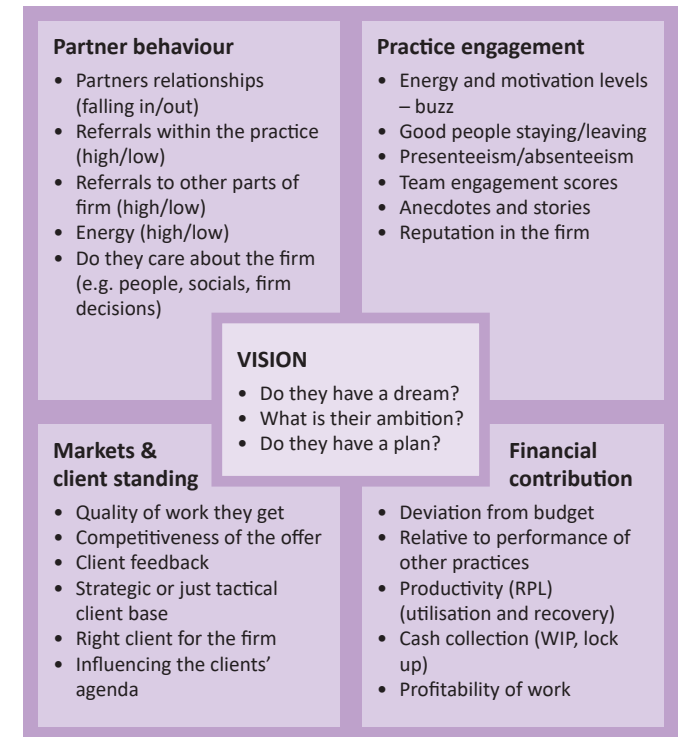 Partner behaviour
• Partners relationships
(falling in/out)
• Referrals within the practice
(high/low)
• Referrals to other parts of
firm (high/low)
• Energy (high/low)
• Do they care about the firm
(e.g. people, socials, firm
decisions)
Practice engagement
• Energy and motivation levels
– buzz
• Good people staying/leaving
• Presenteeism/absenteeism
• Team engagement scores
• Anecdotes and stories
• Reputation in the firm
VISION
• Do they have a dream?
• What is their ambition?
• Do they have a plan?
Markets &
client standing
• Quality of work they get
• Competitiveness of the offer
• Client feedback
• Strategic or just tactical
client base
• Right client for the firm
• Influencing the clients’
agenda
Financial
contribution
• Deviation from budget
• Relative to performance of
other practices
• Productivity (RPL)
(utilisation and recovery)
• Cash collection (WIP, lock
up)
• Profitability of work